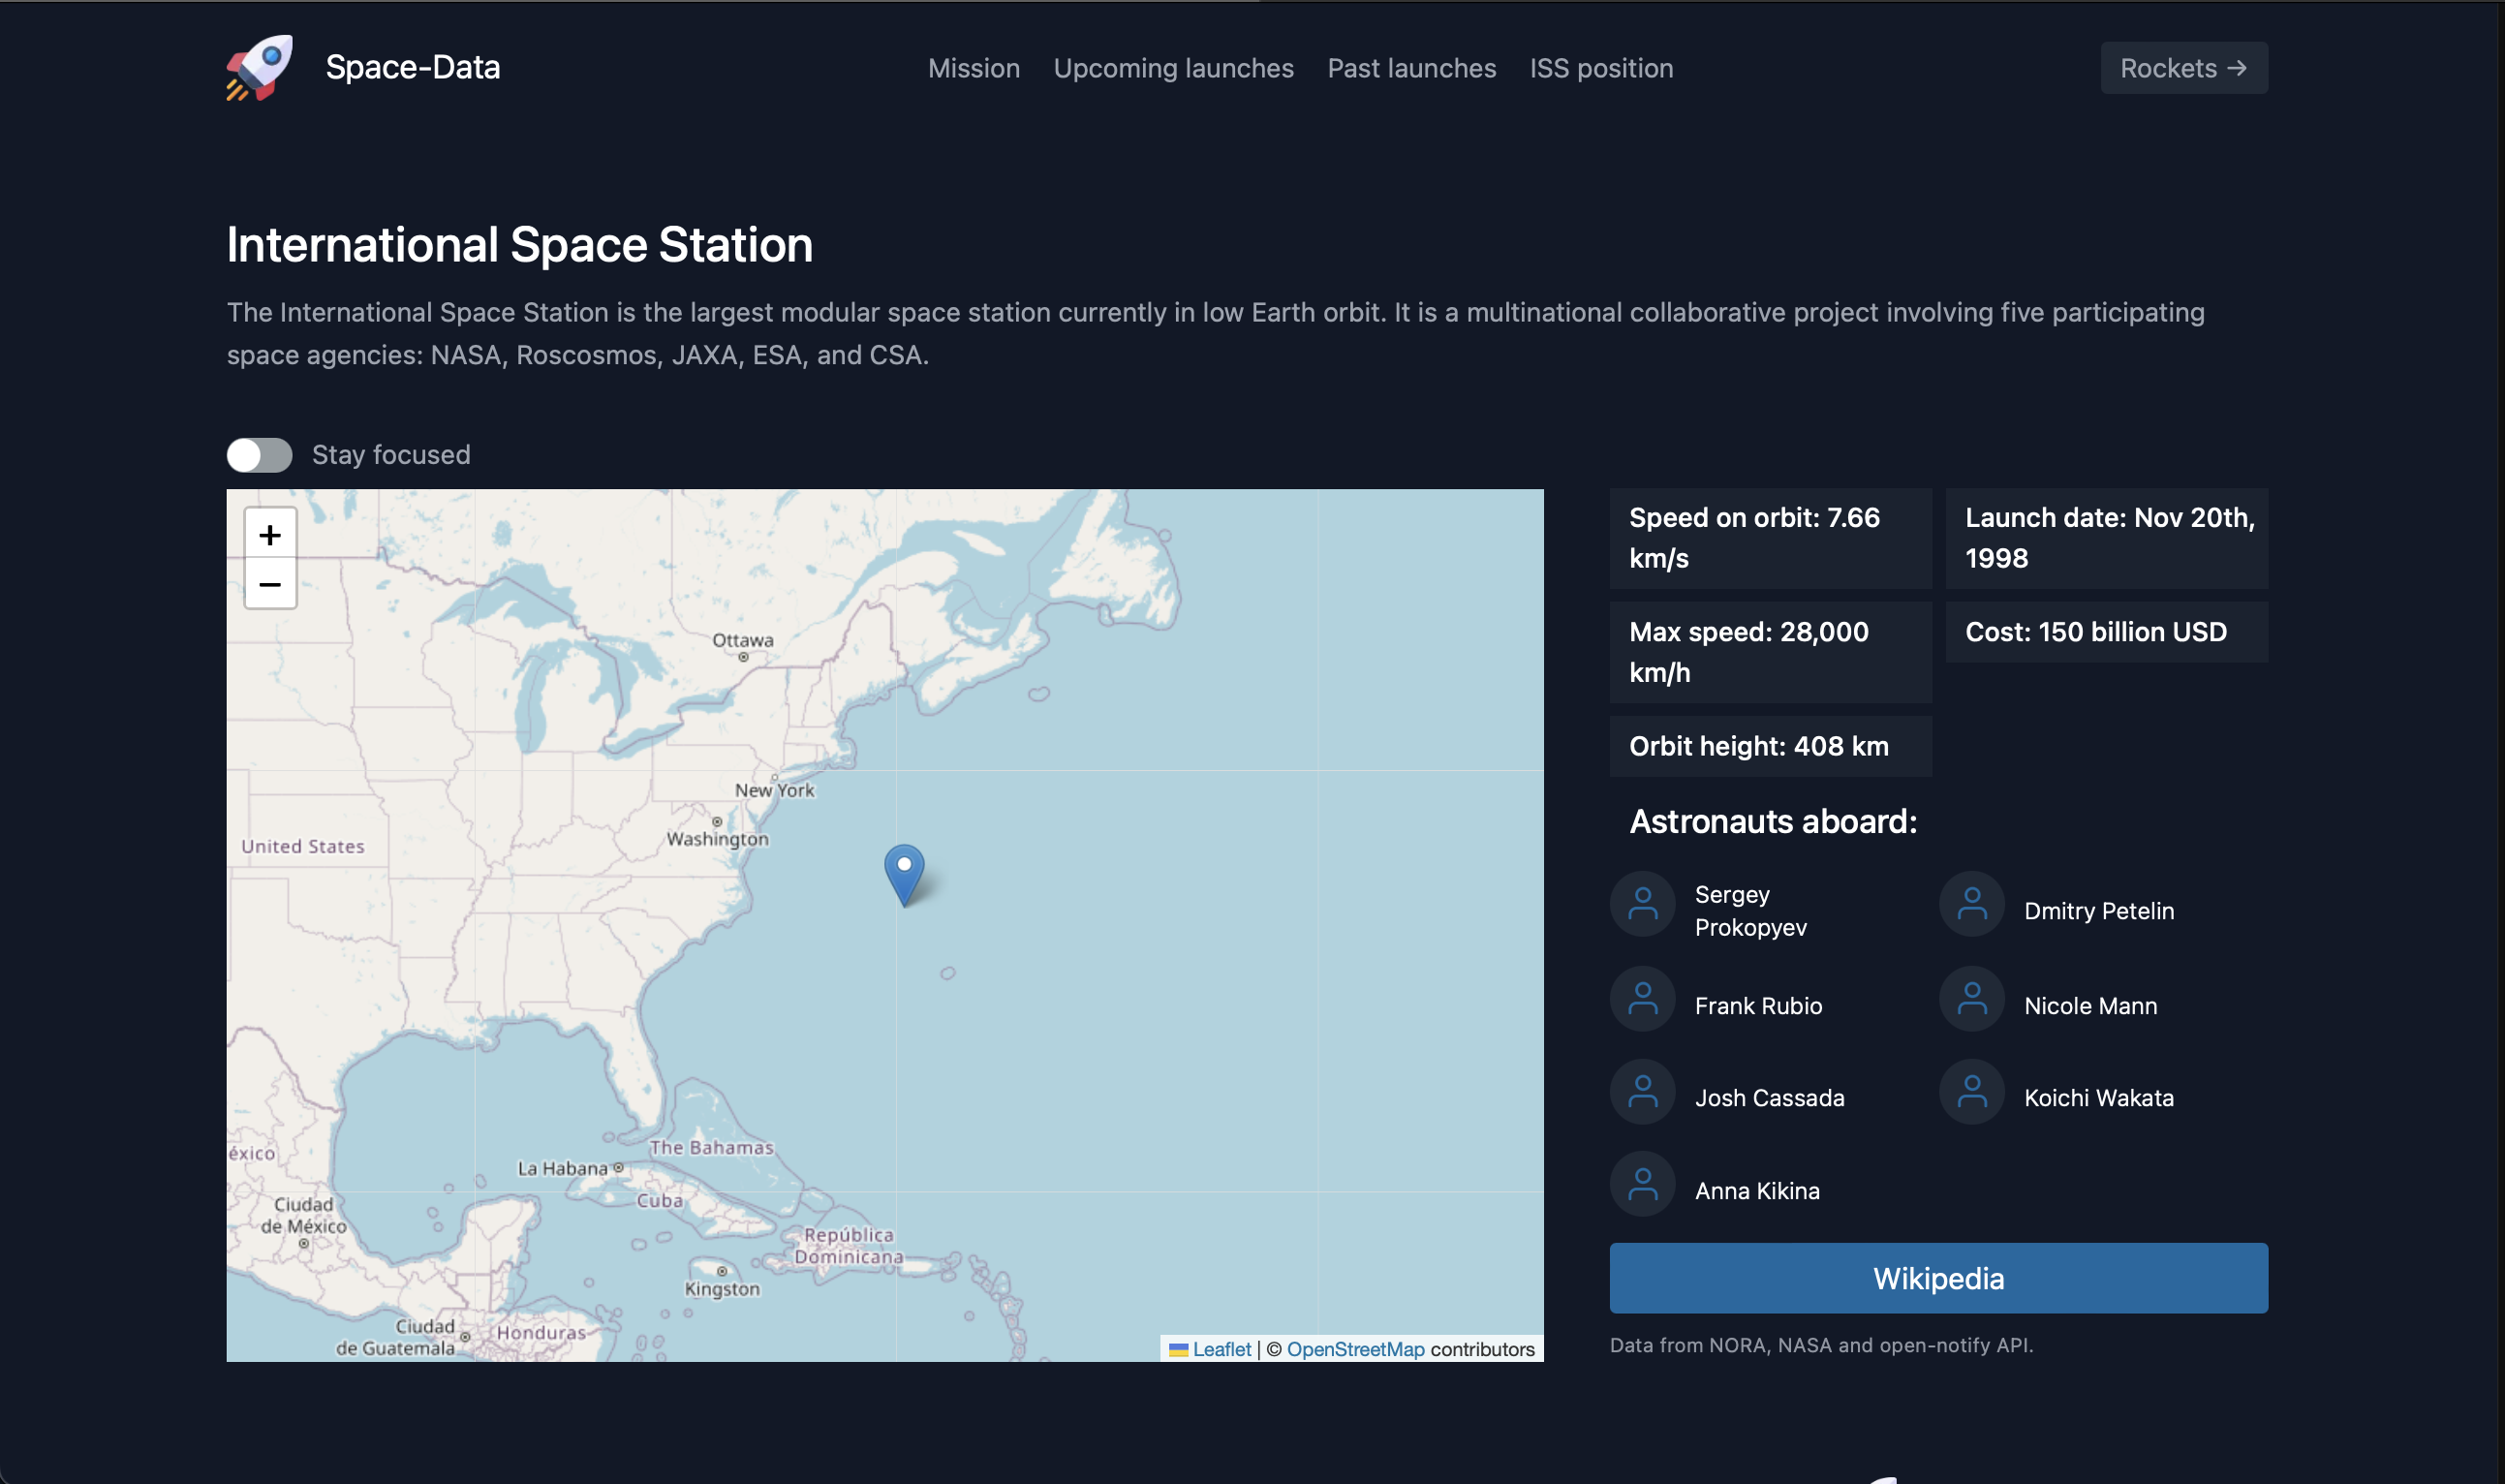 Space-Data
Mission
Upcoming launches
Past launches
ISS position
Rockets →
International Space Station
The International Space Station is the largest modular space station currently in low Earth orbit. It is a multinational collaborative project involving five participating
space agencies: NASA, Roscosmos, JAXA, ESA, and CSA.
Stay focused
+
−
Ottawa
New York
Washington
United States
The Bahamas
La Habana
éxico
Cuba
Ciudad
de México
República
Dominicana
Kingston
Ciudad
de Guatemala
Honduras
Leaflet | © OpenStreetMap contributors
Speed on orbit: 7.66
km/s
Launch date: Nov 20th,
1998
Max speed: 28,000
km/h
Cost: 150 billion USD
Orbit height: 408 km
Astronauts aboard:
Sergey
Prokopyev
Dmitry Petelin
Frank Rubio
Nicole Mann
Josh Cassada
Koichi Wakata
Anna Kikina
Wikipedia
Data from NORA, NASA and open-notify API.